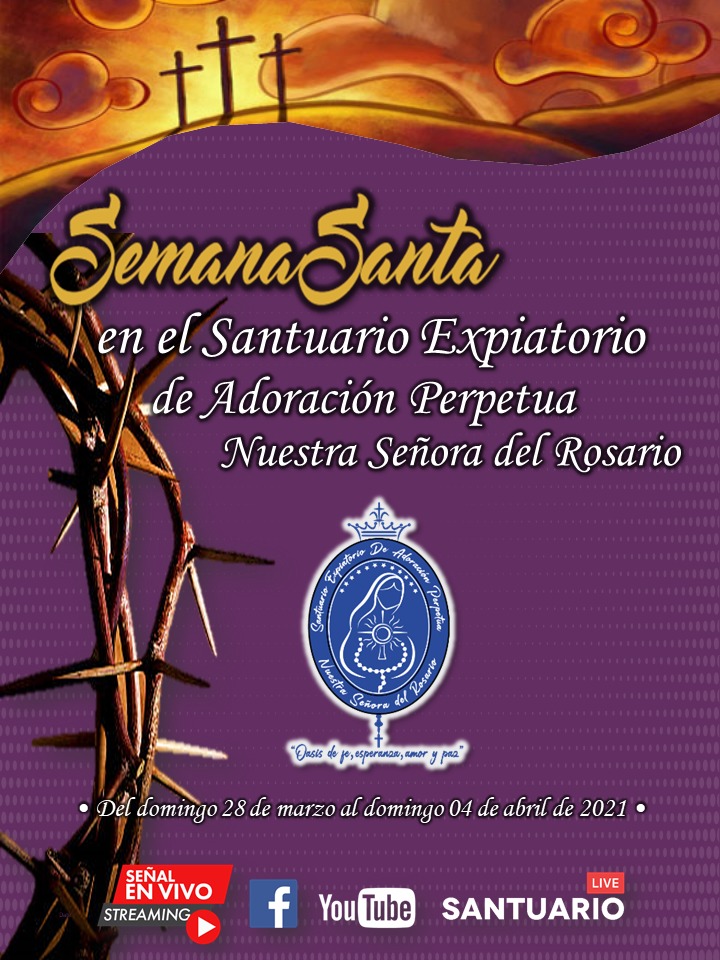 Semana Santa
en el Santuario Expiatorio
de Adoración Perpetua
Nuestra Señora del Rosario
Santuario Expiatorio De Adoración Perpetua
Nuestra Señora del Rosario
"Oasis de fe, esperanza, amor y paz"
• Del domingo 28 de marzo al domingo 04 de abril de 2021 •
SEÑAL
EN VIVO
STREAMING
f
YouTube
LIVE
SANTUARIO